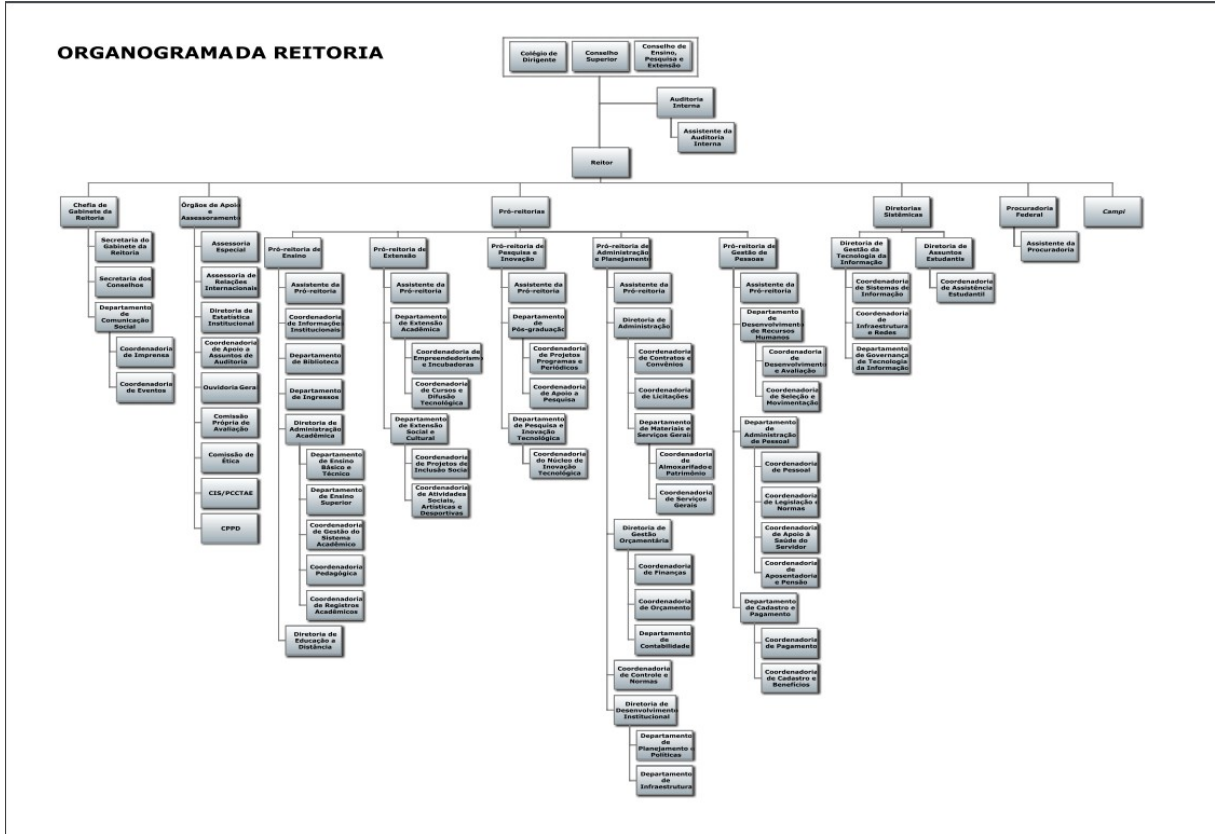 ORGANOGRAMA DA REITORIA
Colégio de
Dirigente
Conselho
Superior
Conselho de
Ensino,
Pesquisa e
Extensão
Auditoria
Interna
Assistente da
Auditoria
Interna
Reitor
Chefia de
Gabinete da
Reitoria
Secretaria do
Gabinete da
Reitoria
Secretaria dos
Conselhos
Departamento
de
Comunicação
Social
Coordenadoria
de Imprensa
Coordenadoria
de Eventos
Órgãos de Apoio
e
Assessoramento
Assessoria
Especial
Assessoria de
Relações
Internacionais
Diretoria de
Estatística
Institucional
Coordenadoria
de Apoio a
Assuntos de
Auditoria
Ouvidoria Geral
Comissão
Própria de
Avaliação
Comissão de
Ética
CIS/PCCTAE
CPPD
Pró-reitorias
Pró-reitoria de
Ensino
Assistente da
Pró-reitoria
Coordenadoria
de Informações
Institucionais
Departamento
de Biblioteca
Departamento
de Ingressos
Diretoria de
Administração
Acadêmica
Departamento
de Ensino
Básico e
Técnico
Departamento
de Ensino
Superior
Coordenadoria
de Gestão do
Sistema
Acadêmico
Coordenadoria
Pedagógica
Coordenadoria
de Registros
Acadêmicos
Diretoria de
Educação a
Distância
Pró-reitoria de
Extensão
Assistente da
Pró-reitoria
Departamento
de Extensão
Acadêmica
Coordenadoria de
Empreendedorismo
e Incubadoras
Coordenadoria
de Cursos e
Difusão
Tecnológica
Departamento
de Extensão
Social e
Cultural
Coordenadoria
de Projetos de
Inclusão Social
Coordenadoria
de Atividades
Sociais,
Artísticas e
Desportivas
Pró-reitoria de
Pesquisa e
Inovação
Assistente da
Pró-reitoria
Departamento
de
Pós-graduação
Coordenadoria
de Projetos
Programas e
Periódicos
Coordenadoria
de Apoio a
Pesquisa
Departamento
de Pesquisa e
Inovação
Tecnológica
Coordenadoria
do Núcleo de
Inovação
Tecnológica
Pró-reitoria de
Administração
e Planejamento
Assistente da
Pró-reitoria
Diretoria de
Administração
Coordenadoria
de Contratos e
Convênios
Coordenadoria
de Licitações
Departamento
de Materiais e
Serviços Gerais
Coordenadoria
de
Almoxarifado e
Patrimônio
Coordenadoria
de Serviços
Gerais
Diretoria de
Gestão
Orçamentária
Coordenadoria
de Finanças
Coordenadoria
de Orçamento
Departamento
de
Contabilidade
Coordenadoria
de Controle e
Normas
Diretoria de
Desenvolvimento
Institucional
Departamento
de
Planejamento e
Políticas
Departamento
de
Infraestrutura
Pró-reitoria de
Gestão de
Pessoas
Assistente da
Pró-reitoria
Departamento
de
Desenvolvimento
de Recursos
Humanos
Coordenadoria
de
Desenvolvimento
e Avaliação
Coordenadoria
de Seleção e
Movimentação
Departamento
de
Administração
de Pessoal
Coordenadoria
de Pessoal
Coordenadoria
de Legislação e
Normas
Coordenadoria
de Apoio à
Saúde do
Servidor
Coordenadoria
de
Aposentadoria
e Pensão
Departamento
de Cadastro e
Pagamento
Coordenadoria
de Pagamento
Coordenadoria
de Cadastro e
Benefícios
Diretorias
Sistêmicas
Diretoria de
Gestão da
Tecnologia da
Informação
Coordenadoria
de Sistemas de
Informação
Coordenadoria
de
Infraestrutura
e Redes
Departamento
de Governança
de Tecnologia
da Informação
Diretoria de
Assuntos
Estudantis
Coordenadoria
de Assistência
Estudantil
Procuradoria
Federal
Assistente da
Procuradoria
Campi